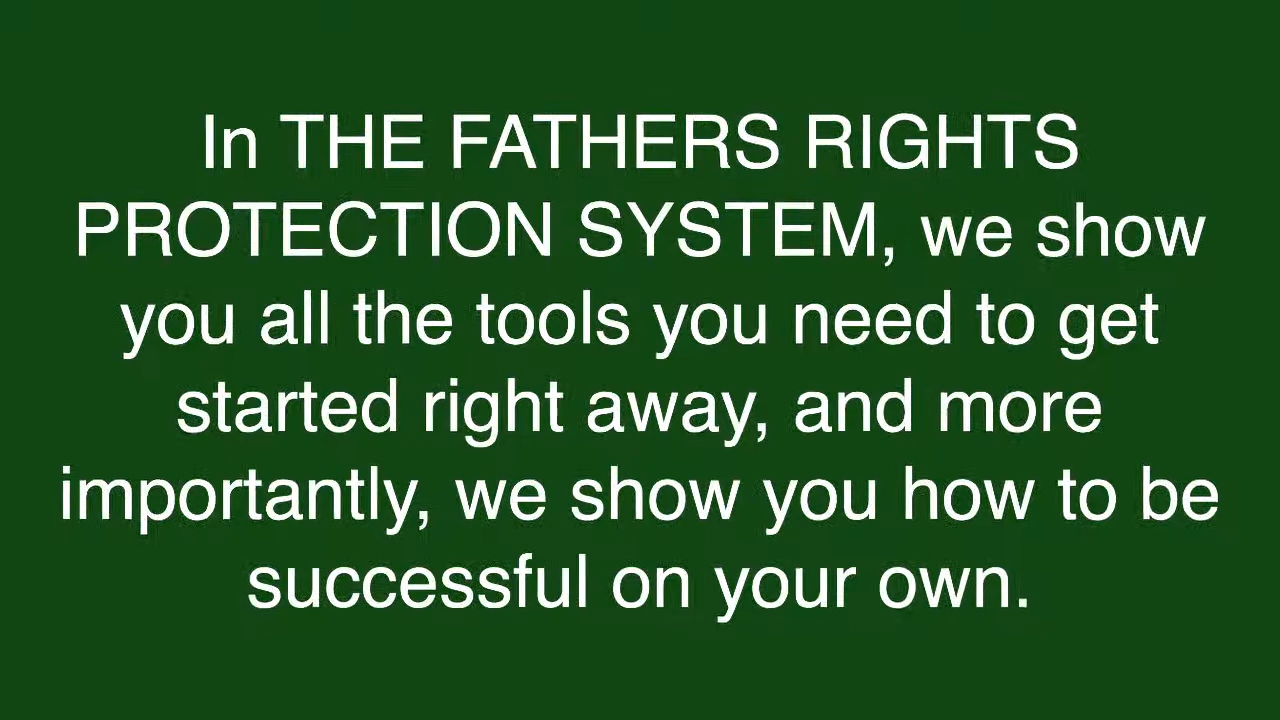 In THE FATHERS RIGHTS
PROTECTION SYSTEM, we show
you all the tools you need to get
started right away, and more
importantly, we show you how to be
successful on your own.